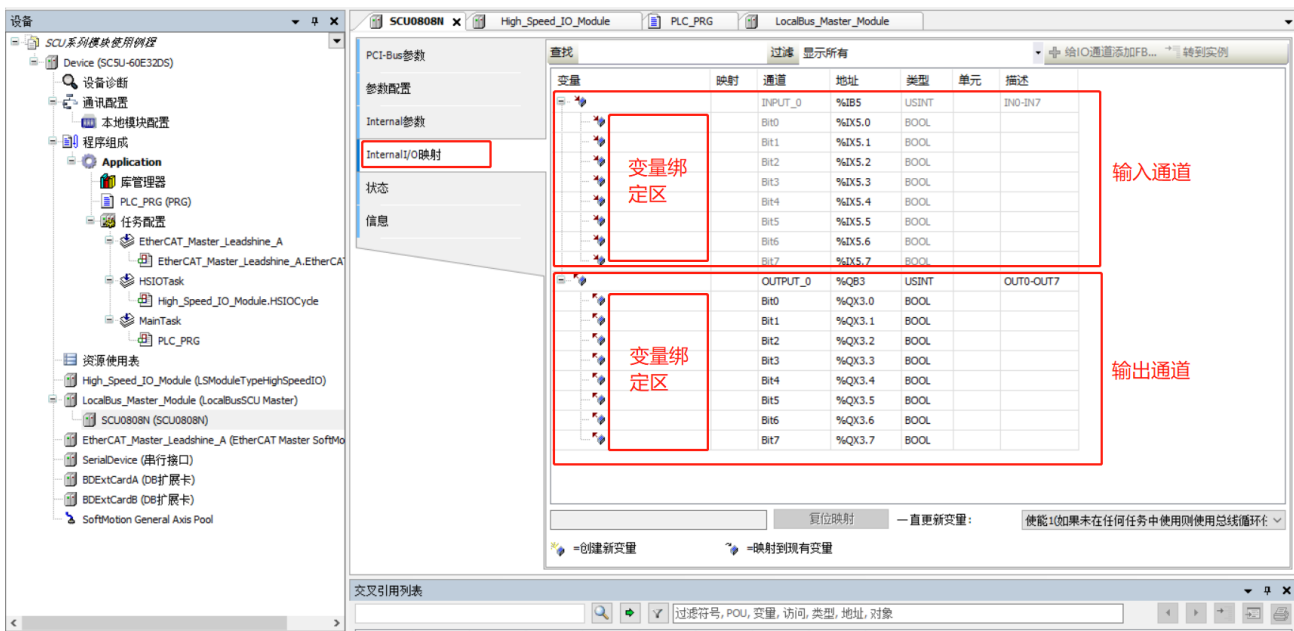 设备
SCU系列模块使用例程
Device (SC5U-60E32DS)
设备诊断
通讯配置
本地模块配置
程序组成
Application
库管理器
PLC_PRG (PRG)
任务配置
EtherCAT_Master_Leadshine_A
EtherCAT_Master_Leadshine_A.EtherCA
HSIOTask
High_Speed_IO_Module.HSIOCycle
MainTask
PLC_PRG
资源使用表
High_Speed_IO_Module (LSModuleTypeHighSpeedIO)
LocalBus_Master_Module (LocalBusSCU Master)
SCU0808N (SCU0808N)
EtherCAT_Master_Leadshine_A (EtherCAT Master SoftMo
SerialDevice (串行接口)
BDExtCardA (DB扩展卡)
BDExtCardB (DB扩展卡)
SoftMotion General Axis Pool
SCU0808N High_Speed_IO_Module PLC_PRG LocalBus_Master_Module
PCI-Bus参数
参数配置
Internal参数
InternalI/O映射
状态
信息
查找 过滤 显示所有 给IO通道添加FB... 转到实例
变量 映射 通道 地址 类型 单元 描述
INPUT_0 %IB5 USINT IN0-IN7
Bit0 %IX5.0 BOOL
Bit1 %IX5.1 BOOL
Bit2 %IX5.2 BOOL
Bit3 %IX5.3 BOOL
Bit4 %IX5.4 BOOL
Bit5 %IX5.5 BOOL
Bit6 %IX5.6 BOOL
Bit7 %IX5.7 BOOL
变量绑
定区
输入通道
OUTPUT_0 %QB3 USINT OUT0-OUT7
Bit0 %QX3.0 BOOL
Bit1 %QX3.1 BOOL
Bit2 %QX3.2 BOOL
Bit3 %QX3.3 BOOL
Bit4 %QX3.4 BOOL
Bit5 %QX3.5 BOOL
Bit6 %QX3.6 BOOL
Bit7 %QX3.7 BOOL
变量绑
定区
输出通道
复位映射 一直更新变量: 使能1(如果未在任何任务中使用则使用总线循环任
=创建新变量 =映射到现有变量
交叉引用列表
过滤符号, POU, 变量, 访问, 类型, 地址, 对象